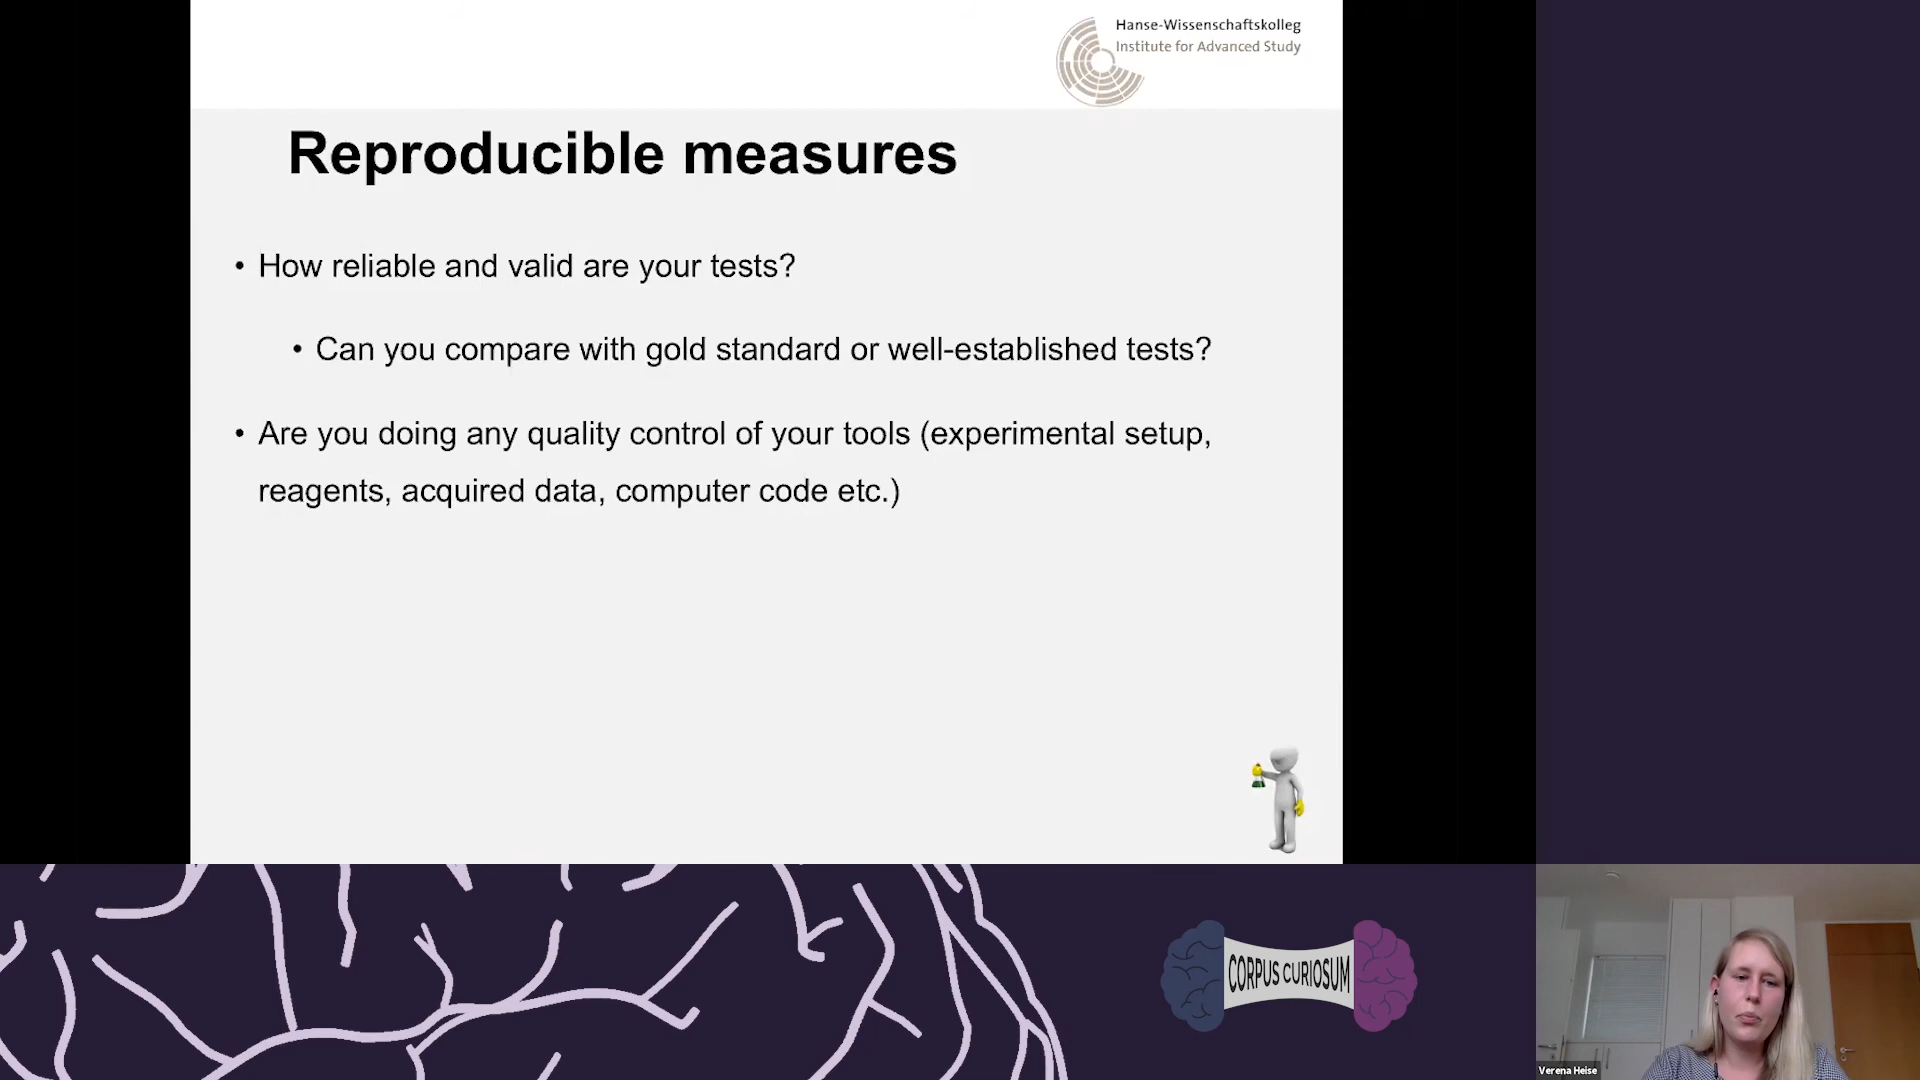 Hanse-Wissenschaftskolleg
Institute for Advanced Study
Reproducible measures
• How reliable and valid are your tests?
• Can you compare with gold standard or well-established tests?
• Are you doing any quality control of your tools (experimental setup,
reagents, acquired data, computer code etc.)
CORPUS CURIOSUM
Verena Heise